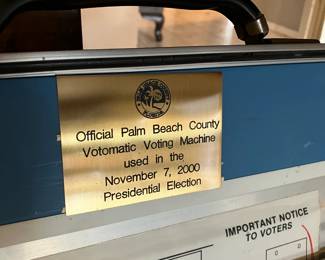 Official Palm Beach County
Votomatic Voting Machine
used in the
November 7, 2000
Presidential Election
IMPORTANT NOTICE
TO VOTERS